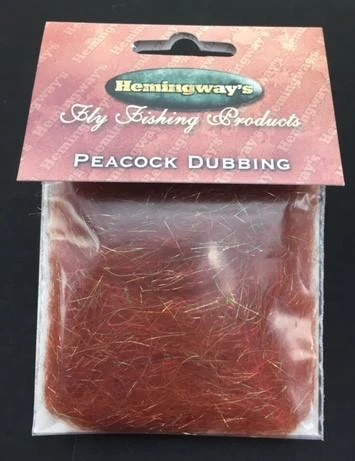 Hemingway's
Fly Fishing Products
PEACOCK DUBBING